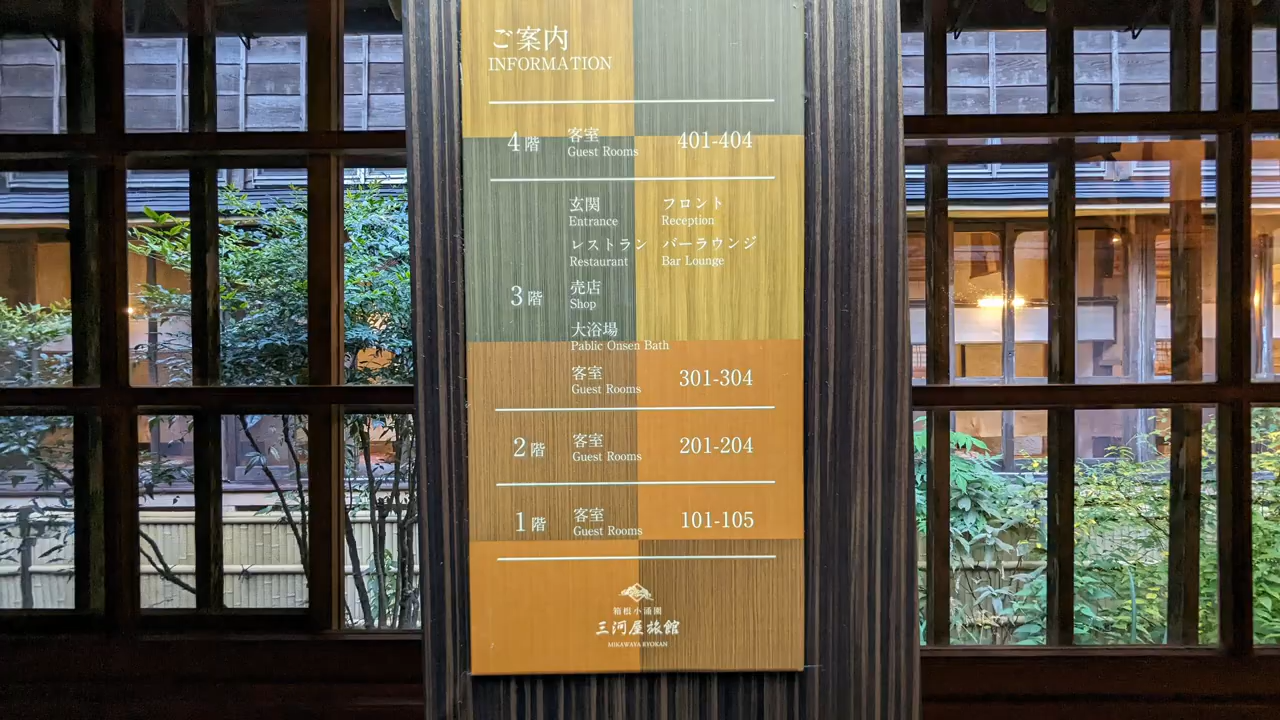 ご案内
INFORMATION
4階 客室 401-404
Guest Rooms
玄関 フロント
Entrance Reception
レストラン バーラウンジ
Restaurant Bar Lounge
3階 売店
Shop
大浴場
Pablic Onsen Bath
客室 301-304
Guest Rooms
2階 客室 201-204
Guest Rooms
1階 客室 101-105
Guest Rooms
箱根小涌園
三河屋旅館
MIKAWAYA RYOKAN